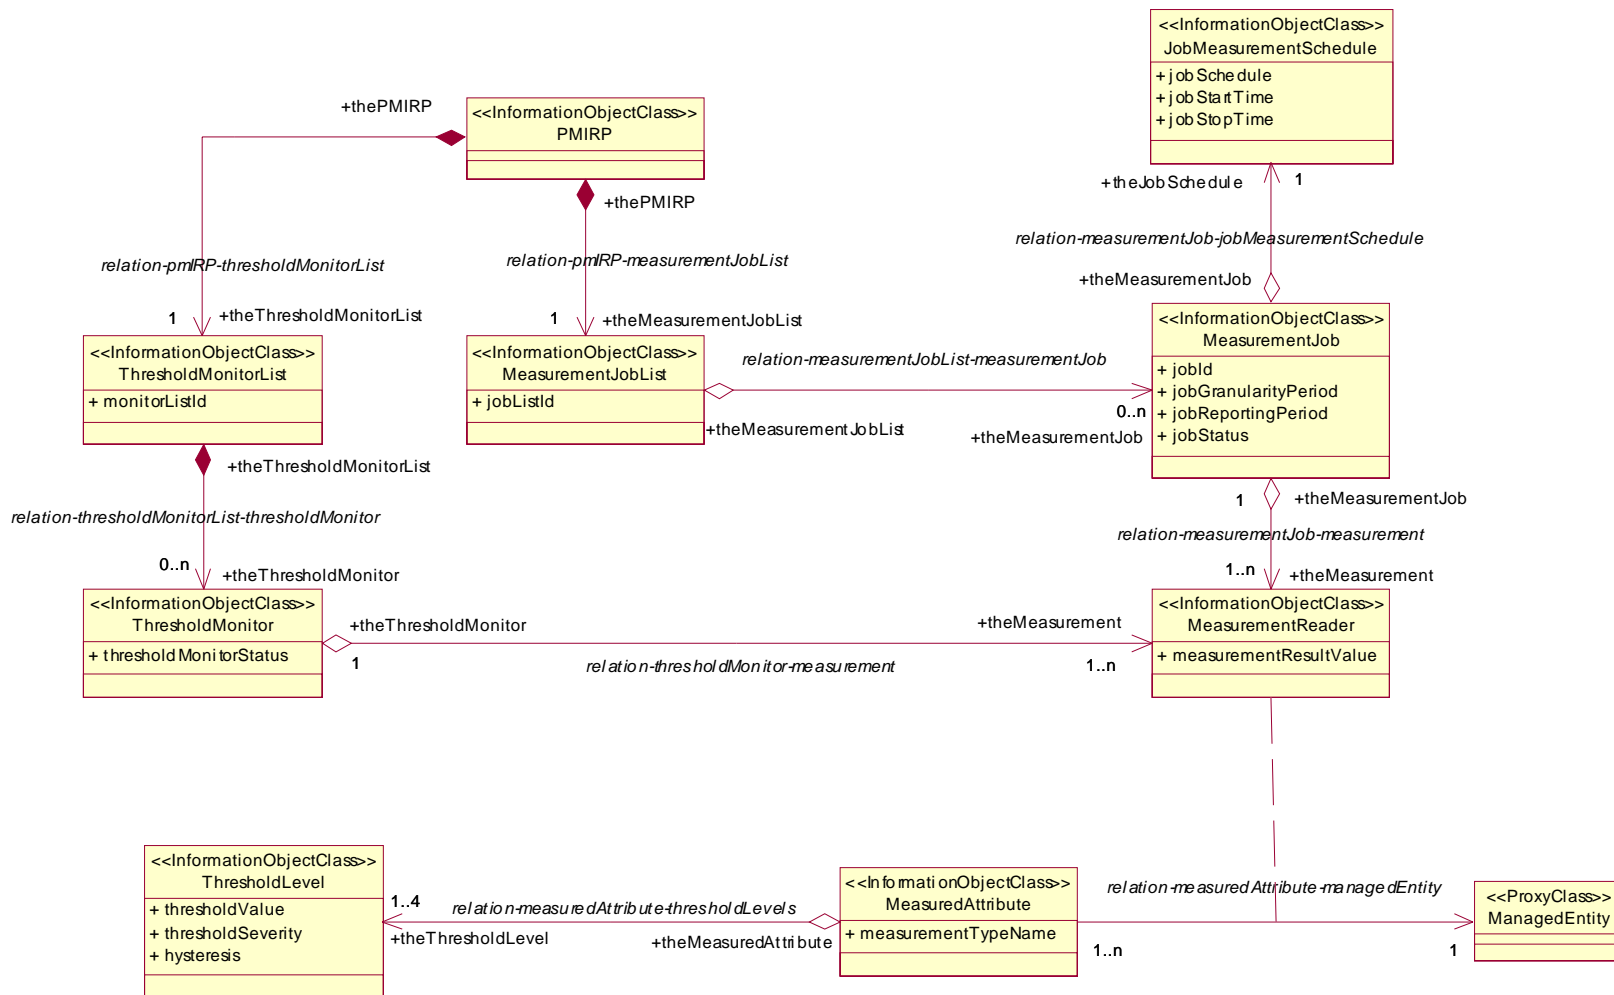 <<InformationObjectClass>>
JobMeasurementSchedule
+ jobSchedule
+ jobStartTime
+ jobStopTime
+thePMIRP
<<InformationObjectClass>>
PMIRP
+thePMIRP
+theJobSchedule
1
relation-measurementJob-jobMeasurementSchedule
relation-pmIRP-thresholdMonitorList
relation-pmIRP-measurementJobList
+theMeasurementJob
1
+theThresholdMonitorList
1
+theMeasurementJobList
<<InformationObjectClass>>
ThresholdMonitorList
+ monitorListId
<<InformationObjectClass>>
MeasurementJobList
+ jobListId
relation-measurementJobList-measurementJob
<<InformationObjectClass>>
MeasurementJob
+ jobId
+ jobGranularityPeriod
+ jobReportingPeriod
+ jobStatus
0..n
+theMeasurementJobList
+theMeasurementJob
+theThresholdMonitorList
1
+theMeasurementJob
relation-thresholdMonitorList-thresholdMonitor
relation-measurementJob-measurement
0..n
+theThresholdMonitor
1..n
+theMeasurement
<<InformationObjectClass>>
ThresholdMonitor
+ thresholdMonitorStatus
+theThresholdMonitor
1
relation-thresholdMonitor-measurement
+theMeasurement
1..n
<<InformationObjectClass>>
MeasurementReader
+ measurementResultValue
<<InformationObjectClass>>
ThresholdLevel
+ thresholdValue
+ thresholdSeverity
+ hysteresis
1..4
relation-measuredAttribute-thresholdLevels
+theThresholdLevel
+theMeasuredAttribute
<<InformationObjectClass>>
MeasuredAttribute
+ measurementTypeName
relation-measuredAttribute-managedEntity
1..n
1
<<ProxyClass>>
ManagedEntity